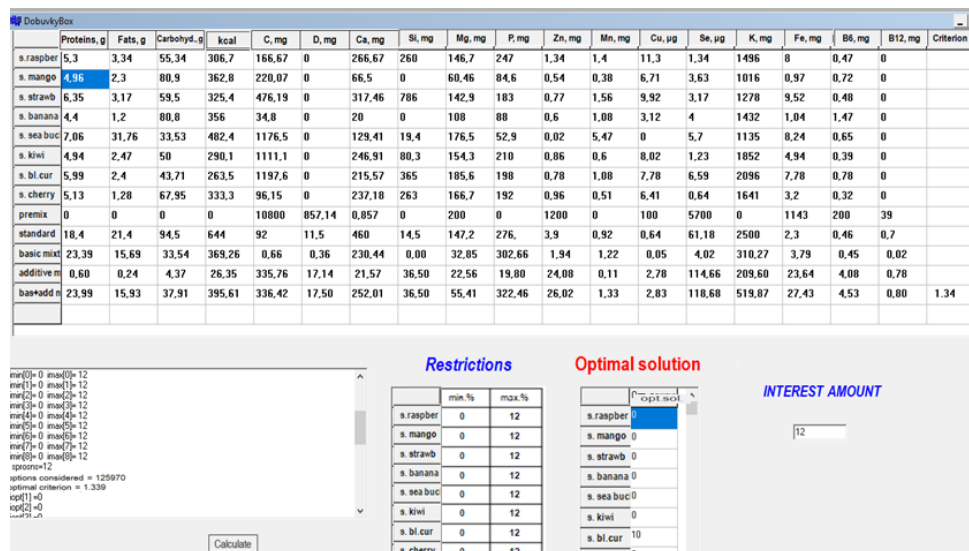 DobuvkyBox
Proteins, g Fats, g Carbohyd., g kcal C, mg D, mg Ca, mg Si, mg Mg, mg P, mg Zn, mg Mn, mg Cu, µg Se, µg K, mg Fe, mg B6, mg B12, mg Criterion
s.raspber 5,3 3,34 55,34 306,7 166,67 0 266,67 260 146,7 247 1,34 1,4 11,3 1,34 1496 8 0,47 0
s. mango 4,96 2,3 80,9 362,8 220,07 0 66,5 60,46 84,6 0,54 0,38 6,71 3,63 1016 0,97 0,72 0
s. strawb 6,35 3,17 59,5 325,4 476,19 0 317,46 786 142,9 183 0,77 1,56 9,92 3,17 1278 9,52 0,48 0
s. banana 4,4 1,2 80,8 356 34,8 0 20 0 108 88 0,6 1,08 3,12 4 1432 1,04 1,47 0
s. sea buc 7,06 31,76 33,53 482,4 1176,5 0 129,41 19,4 176,5 52,9 0,02 5,47 0 5,7 1135 8,24 0,65 0
s. kiwi 4,94 2,47 50 290,1 1111,1 0 246,91 80,3 154,3 210 0,86 0,6 8,02 1,23 1852 4,94 0,39 0
s. bl.cur 5,99 2,4 43,71 263,5 1197,6 0 215,57 365 185,6 198 0,78 1,08 7,78 6,59 2096 7,78 0,78 0
s. cherry 5,13 1,28 67,95 333,3 96,15 0 237,18 263 166,7 192 0,96 0,51 6,41 0,64 1641 3,2 0,32 0
premix 0 0 0 0 10800 857,14 0,857 0 200 0 1200 0 100 5700 0 1143 200 39
standard 18,4 21,4 94,5 644 92 11,5 460 14,5 147,2 276, 3,9 0,92 0,64 61,18 2500 2,3 0,46 0,7
basic mixt 23,39 15,69 33,54 369,26 0,66 0,36 230,44 0,00 32,85 302,66 1,94 1,22 0,05 4,02 310,27 3,79 0,45 0,02
additive m 0,60 0,24 4,37 26,35 335,76 17,14 21,57 36,50 22,56 19,80 24,08 0,11 2,78 114,66 209,60 23,64 4,08 0,78
bas+add n 23,99 15,93 37,91 395,61 336,42 17,50 252,01 36,50 55,41 322,46 26,02 1,33 2,83 118,68 519,87 27,43 4,53 0,80 1.34
min[0]= 0 imax[0]= 12
min[1]= 0 imax[1]= 12
min[2]= 0 imax[2]= 12
min[3]= 0 imax[3]= 12
min[4]= 0 imax[4]= 12
min[5]= 0 imax[5]= 12
min[6]= 0 imax[6]= 12
min[7]= 0 imax[7]= 12
min[8]= 0 imax[8]= 12
sprosns=12
options considered = 125970
optimal criterion = 1.339
iopt[1] =0
iopt[2] =0
Calculate
Restrictions
min.% max.%
s.raspber 0 12
s. mango 0 12
s. strawb 0 12
s. banana 0 12
s. sea buc 0 12
s. kiwi 0 12
s. bl.cur 0 12
s. cherry 0 12
Optimal solution
opt.sol.
s.raspber 0
s. mango 0
s. strawb 0
s. banana 0
s. sea buc 0
s. kiwi 0
s. bl.cur 10
INTEREST AMOUNT
12